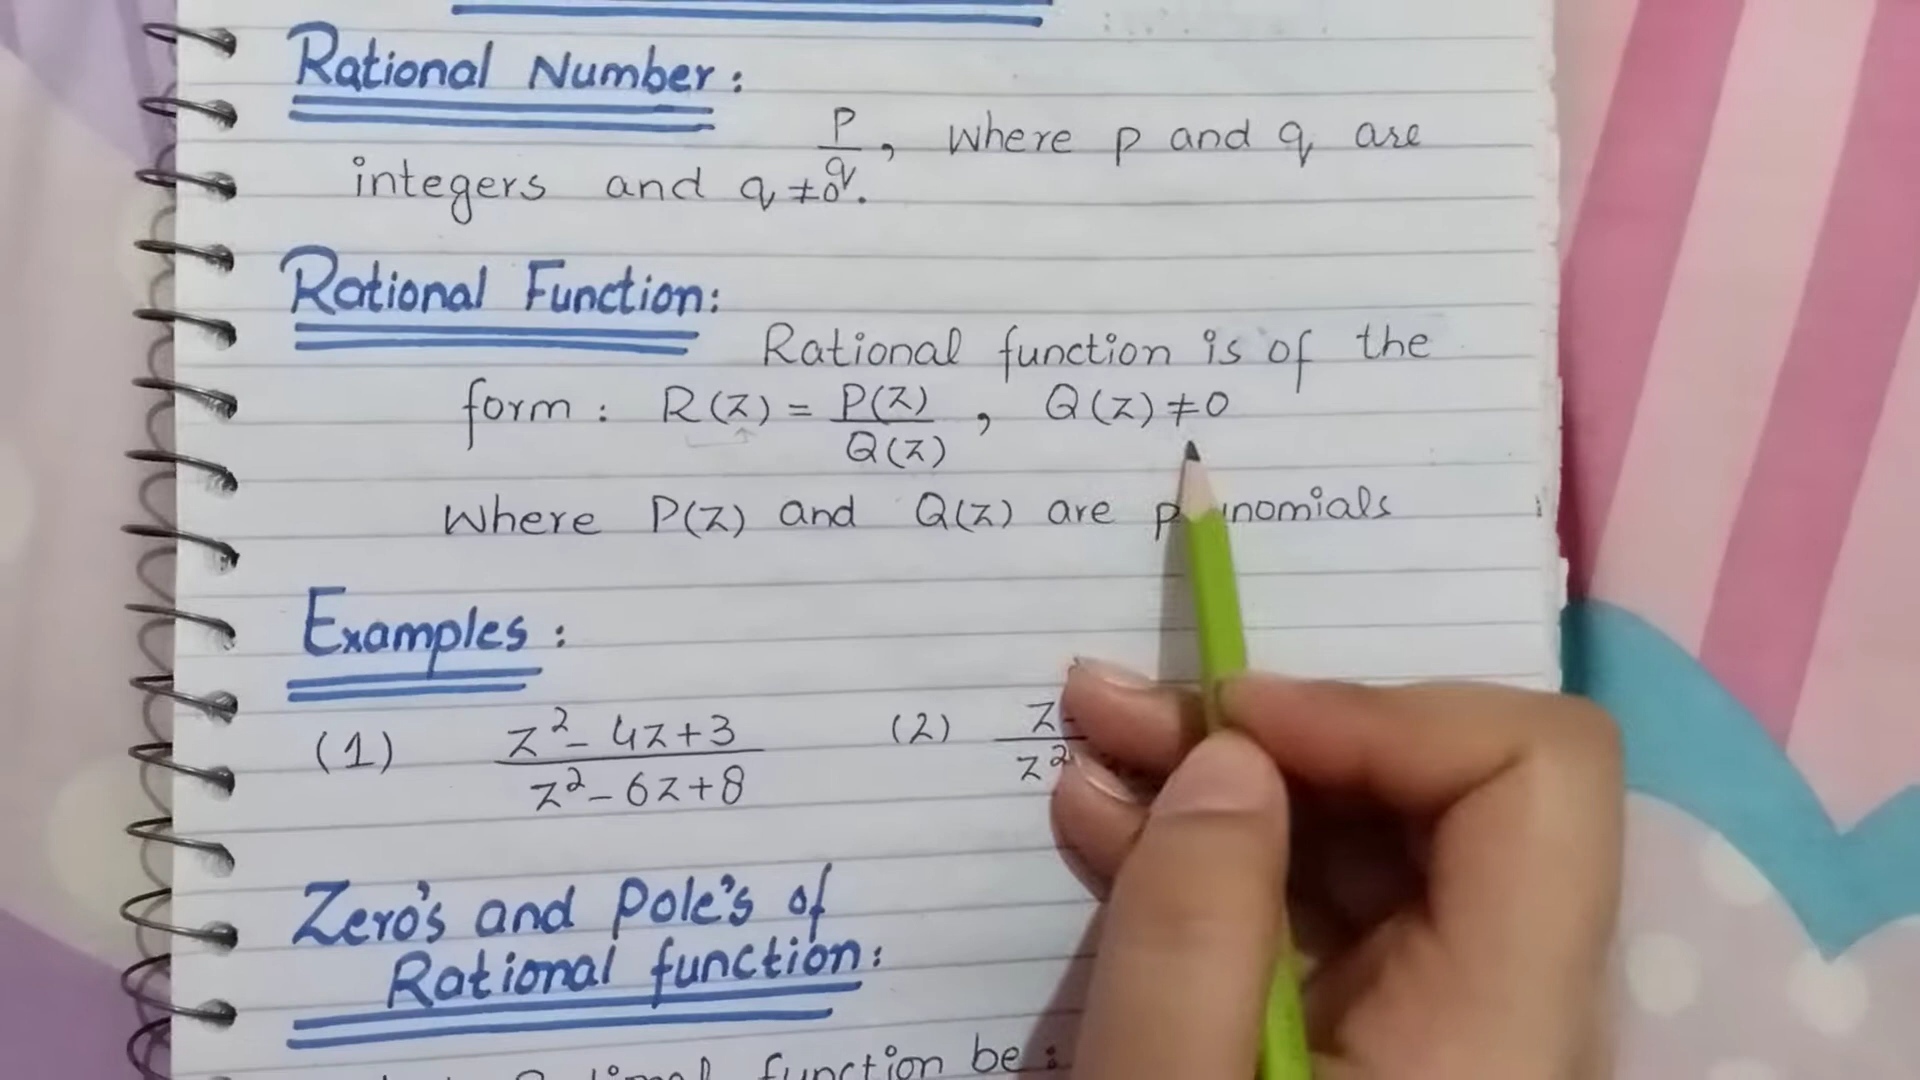 Rational Number:
p/q, where p and q are
integers and q ≠ 0.
Rational Function:
Rational function is of the
form: R(z) = P(z)/Q(z), Q(z) ≠ 0
Where P(z) and Q(z) are
Examples:
(1) z² - 4z + 3 / z² - 6z + 8 (2) z- / z²
Zero's and Pole's of
Rational function:
function be: